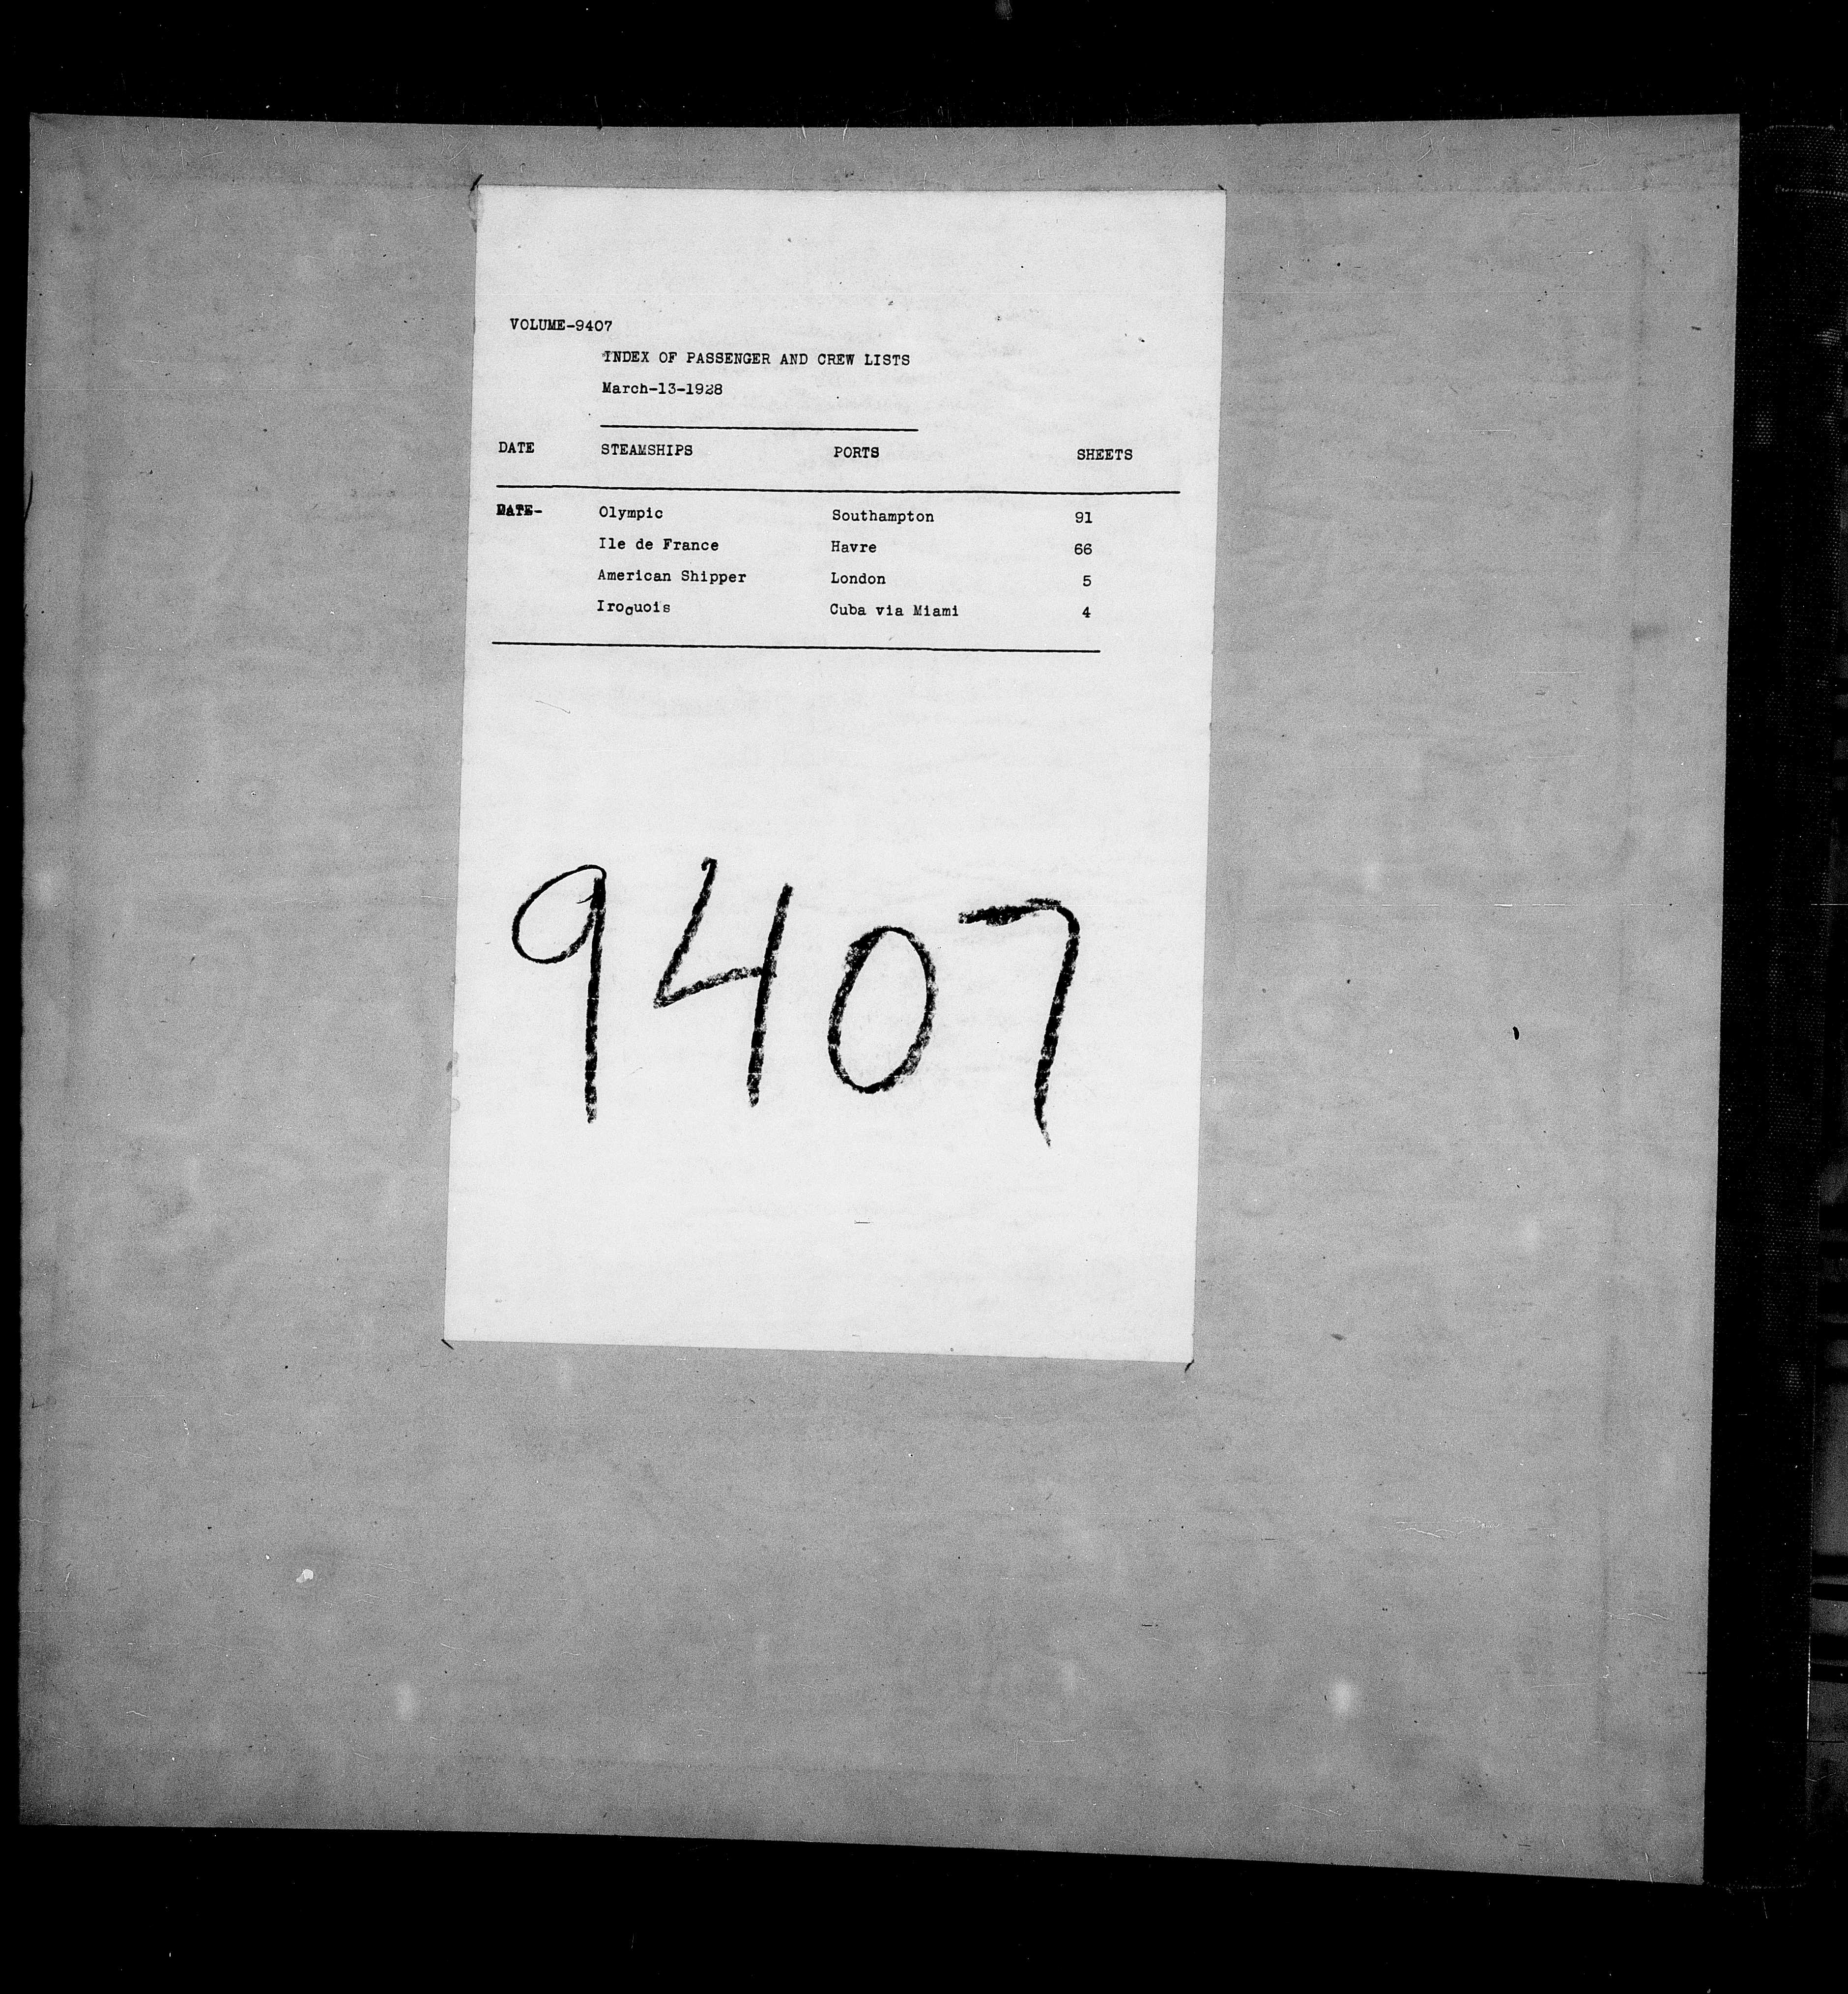 VOLUME-9407
INDEX OF PASSENGER AND CREW LISTS
March-13-1928
DATE STEAMSHIPS PORTS SHEETS
DATE- Olympic Southampton 91
Ile de France Havre 66
American Shipper London 5
Iroquois Cuba via Miami 4
9407